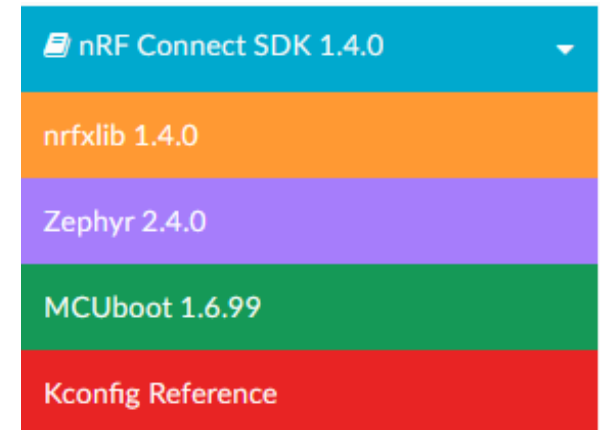 nRF Connect SDK 1.4.0
nrfxlib 1.4.0
Zephyr 2.4.0
MCUboot 1.6.99
Kconfig Reference